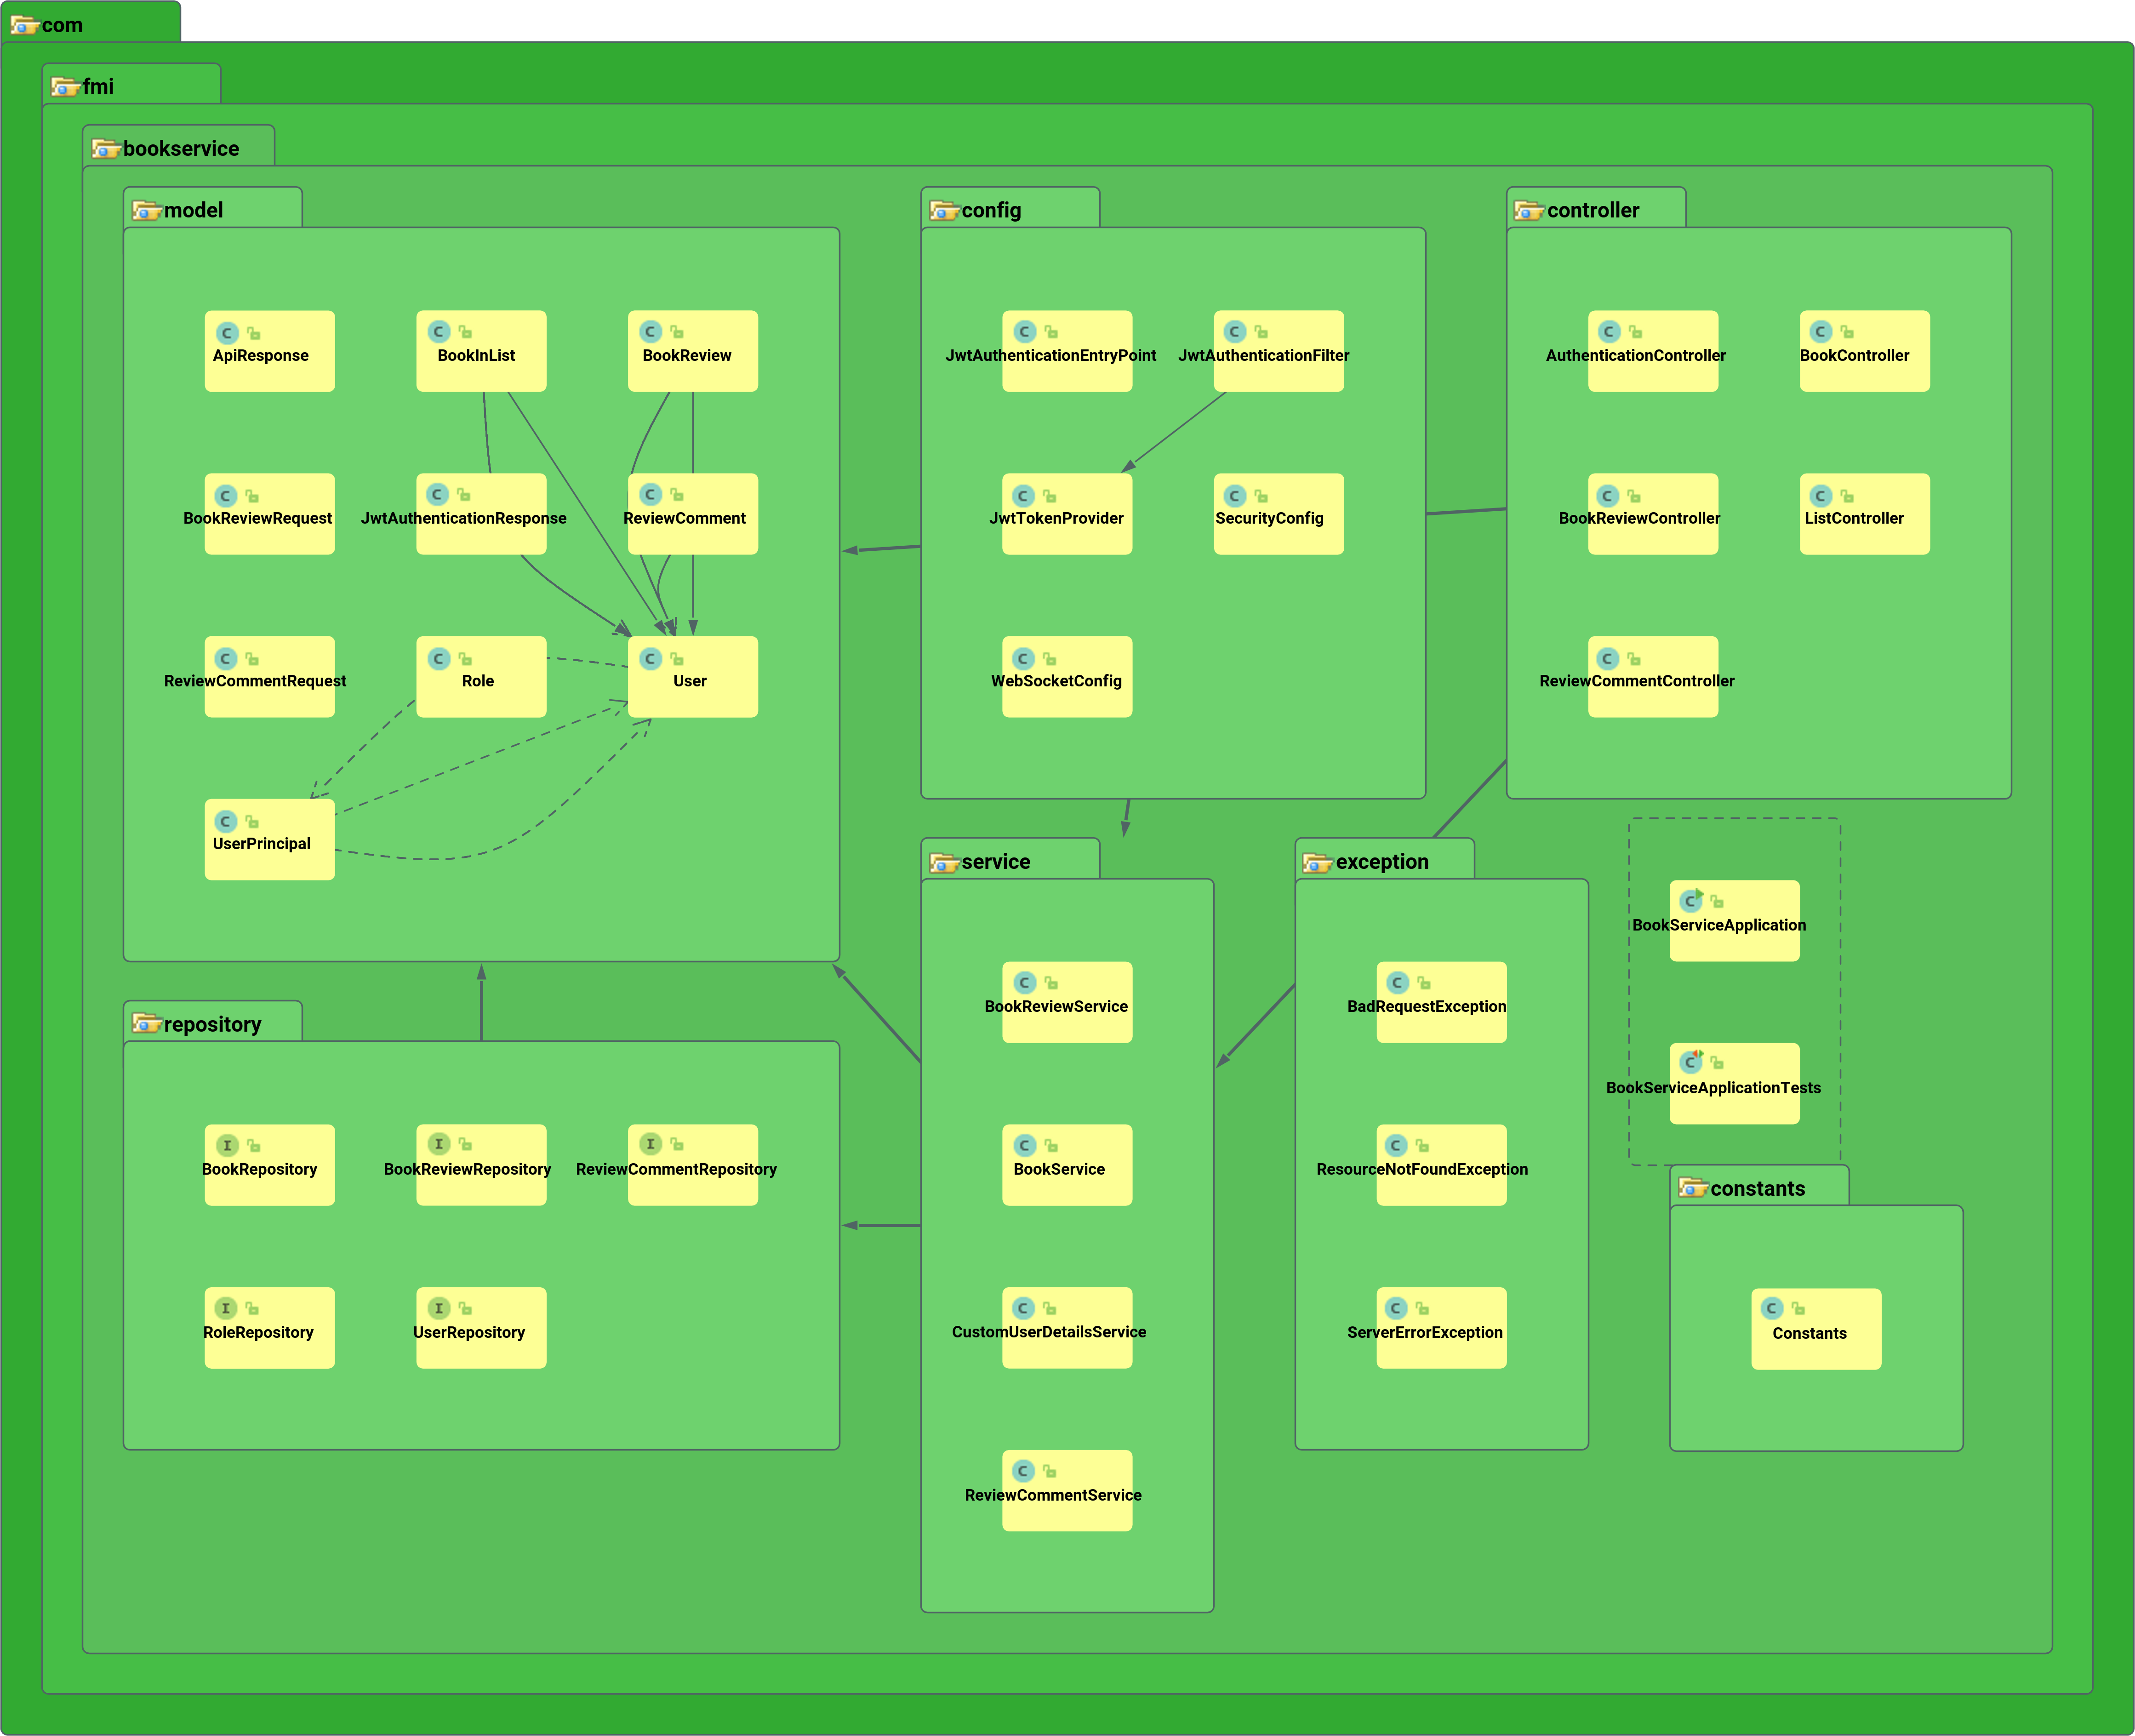 com
fmi
bookservice
model
config
controller
ApiResponse
BookInList
BookReview
JwtAuthenticationEntryPoint
JwtAuthenticationFilter
AuthenticationController
BookController
BookReviewRequest
JwtAuthenticationResponse
ReviewComment
JwtTokenProvider
SecurityConfig
BookReviewController
ListController
ReviewCommentRequest
Role
User
WebSocketConfig
ReviewCommentController
UserPrincipal
service
exception
BookServiceApplication
BookReviewService
BadRequestException
repository
BookServiceApplicationTests
BookRepository
BookReviewRepository
ReviewCommentRepository
BookService
ResourceNotFoundException
constants
RoleRepository
UserRepository
CustomUserDetailsService
ServerErrorException
Constants
ReviewCommentService